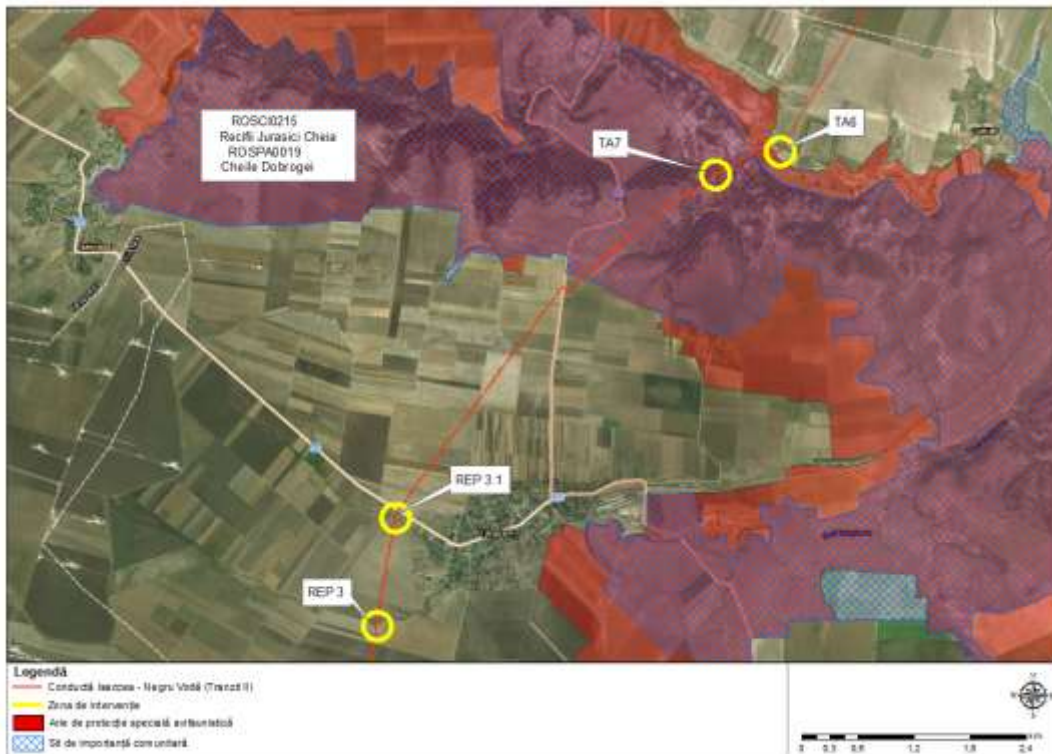 ROSCI0215
Recifii Jurasici Cheia
ROSPA0019
Cheile Dobrogei
TA7
TA6
REP 3.1
REP 3
Legendă
Conductă Isaccea - Negru Vodă (Tranzit II)
Zona de intervenție
Arie de protecție specială avifaunistică
Sit de importanță comunitară
0 0,3 0,6 1,2 1,8 2,4